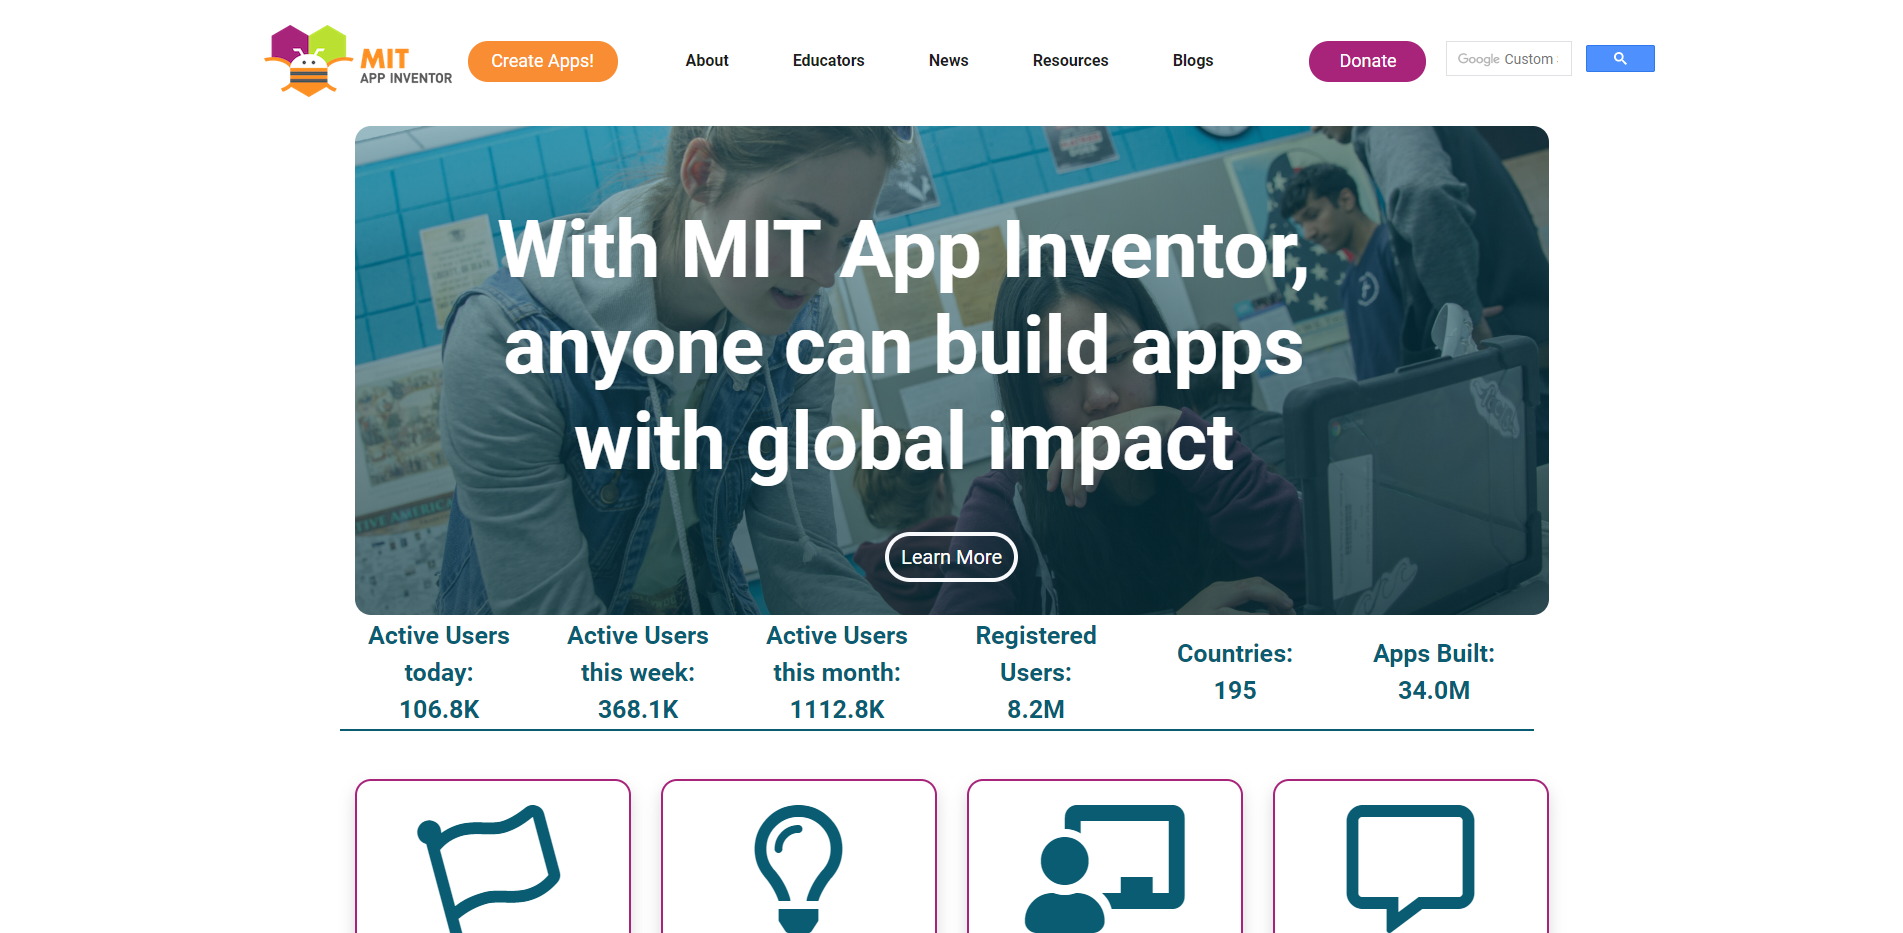 MIT
APP INVENTOR
Create Apps!
About
Educators
News
Resources
Blogs
Donate
Google Custom
With MIT App Inventor,
anyone can build apps
with global impact
Learn More
Active Users
today:
106.8K
Active Users
this week:
368.1K
Active Users
this month:
1112.8K
Registered
Users:
8.2M
Countries:
195
Apps Built:
34.0M